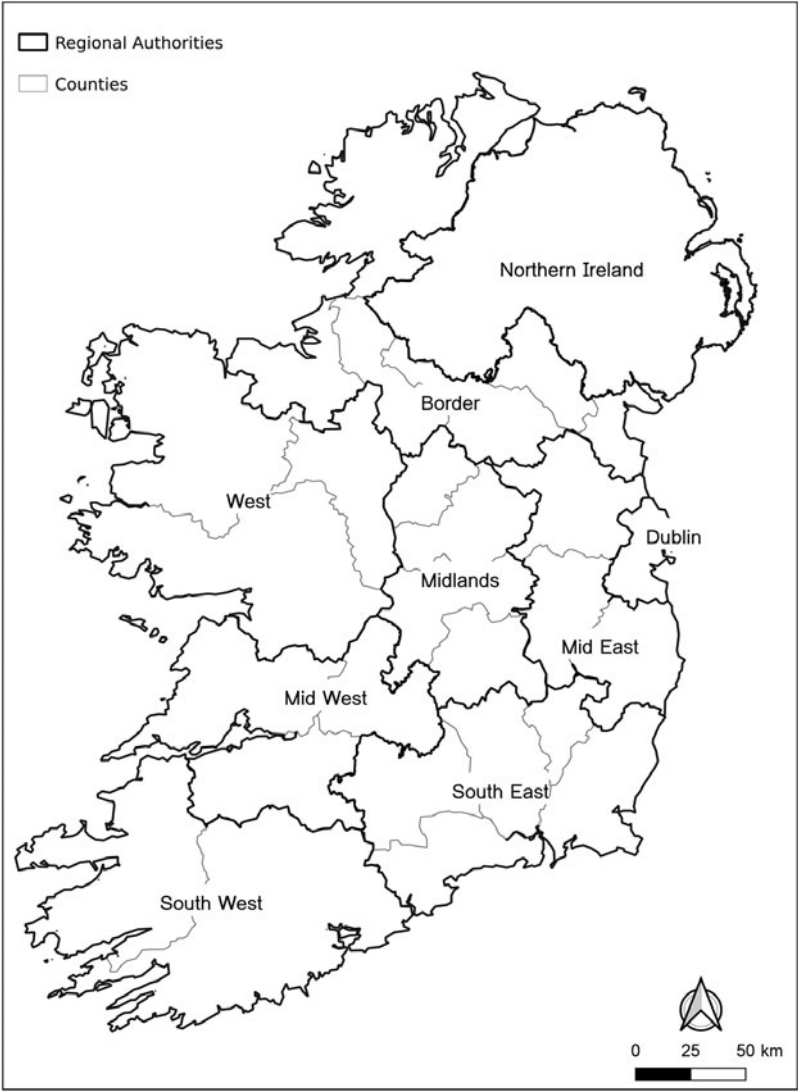 Regional Authorities
Counties
Northern Ireland
Border
West
Dublin
Midlands
Mid East
Mid West
South East
South West
0 25 50 km